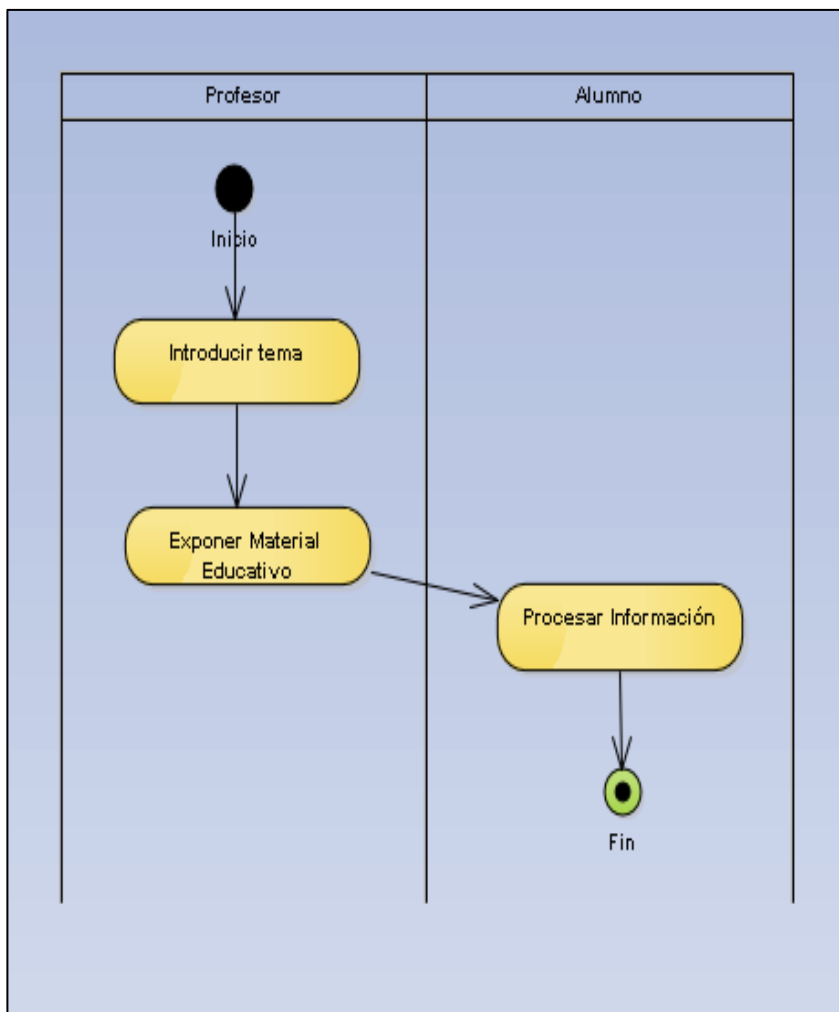 Profesor
Alumno
Inicio
Introducir tema
Exponer Material
Educativo
Procesar Información
Fin